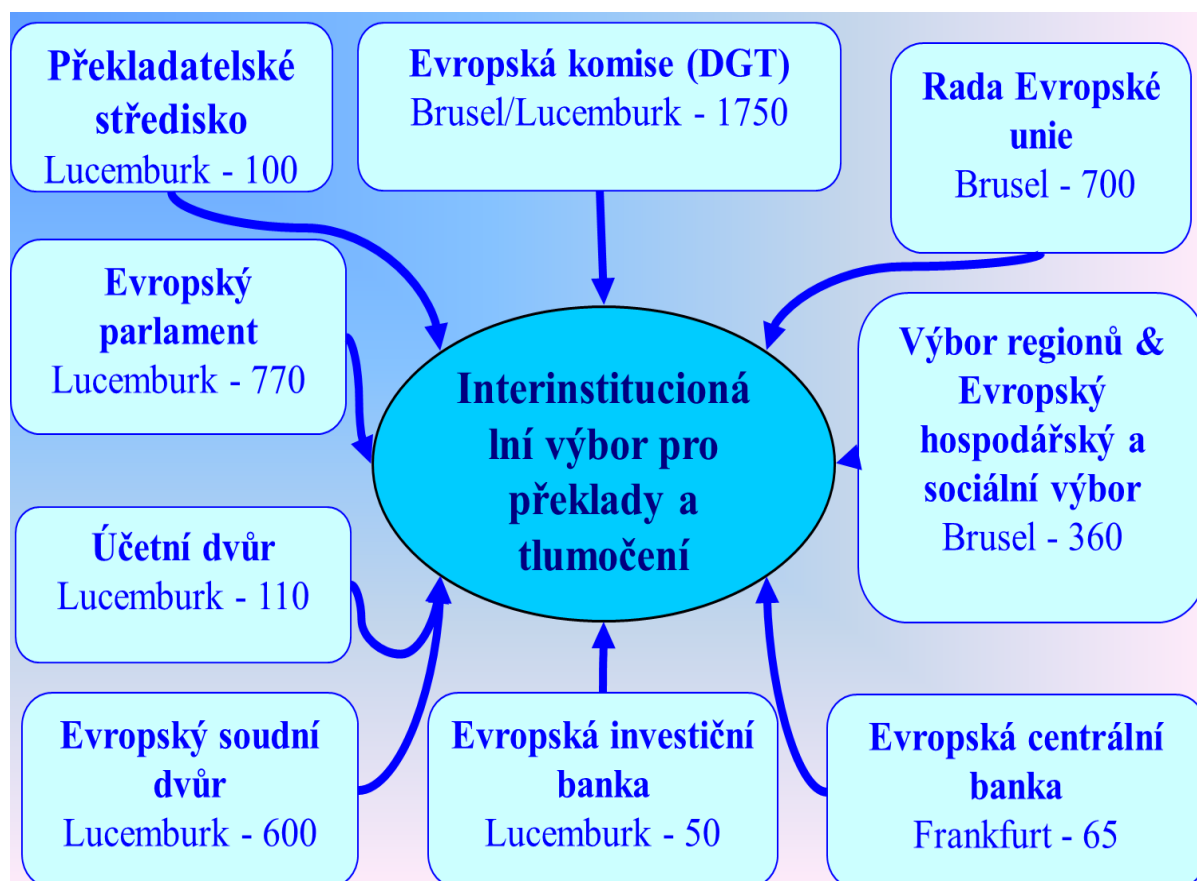 Překladatelské
středisko
Lucemburk - 100
Evropská komise (DGT)
Brusel/Lucemburk - 1750
Rada Evropské
unie
Brusel - 700
Evropský
parlament
Lucemburk - 770
Interinstitucioná
lní výbor pro
překlady a
tlumočení
Výbor regionů &
Evropský
hospodářský a
sociální výbor
Brusel - 360
Účetní dvůr
Lucemburk - 110
Evropský soudní
dvůr
Lucemburk - 600
Evropská investiční
banka
Lucemburk - 50
Evropská centrální
banka
Frankfurt - 65